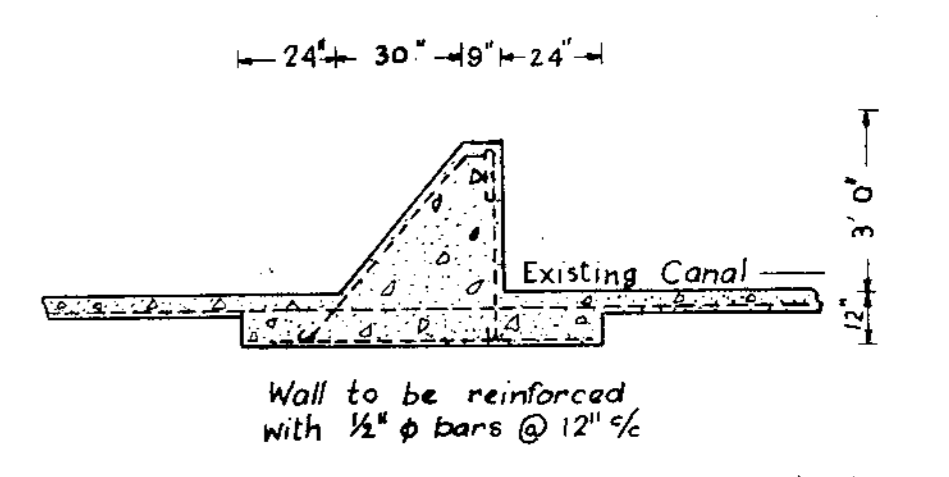 24" 30" 9" 24"
3' 0"
Existing Canal
12"
Wall to be reinforced
with ½" φ bars @ 12" c/c